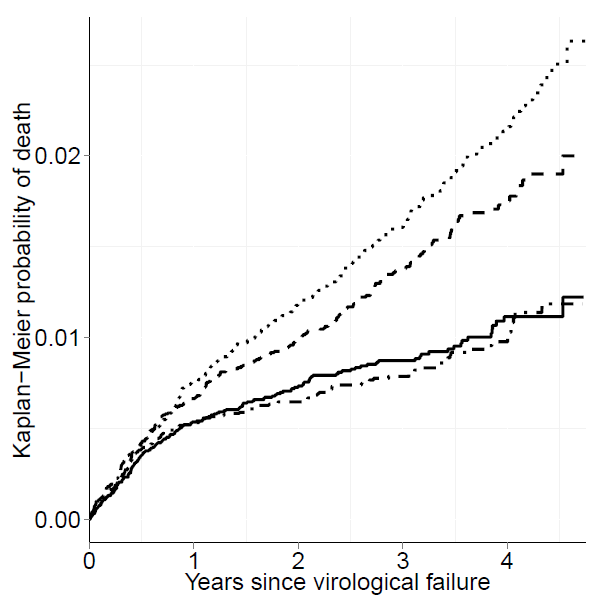 Kaplan−Meier probability of death
0.02
0.01
0.00
0 1 2 3 4
Years since virological failure